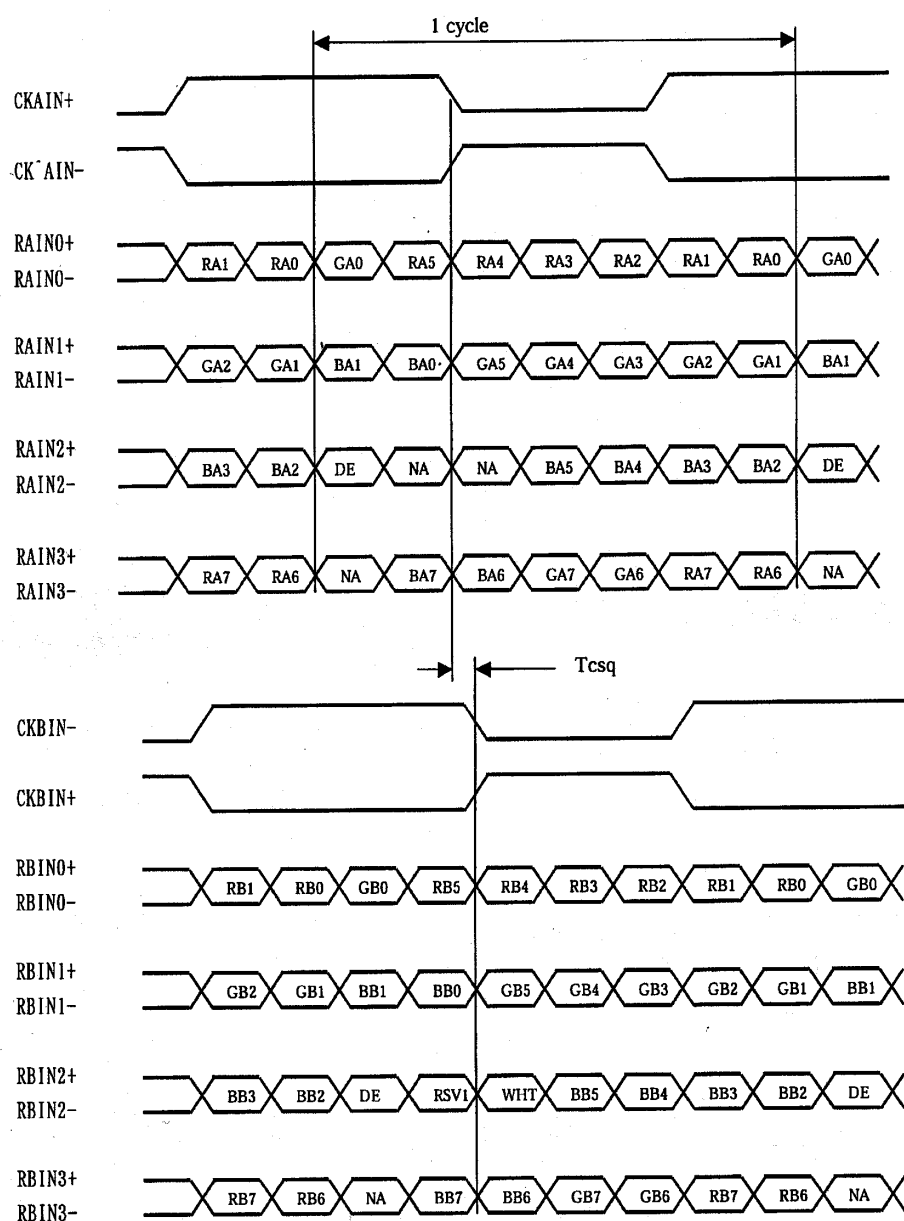 1 cycle
CKAIN+
CK AIN-
RAIN0+
RA1 RA0 GA0 RA5 RA4 RA3 RA2 RA1 RA0 GA0
RAIN0-
RAIN1+
GA2 GA1 BA1 BA0 GA5 GA4 GA3 GA2 GA1 BA1
RAIN1-
RAIN2+
BA3 BA2 DE NA NA BA5 BA4 BA3 BA2 DE
RAIN2-
RAIN3+
RA7 RA6 NA BA7 BA6 GA7 GA6 RA7 RA6 NA
RAIN3-
Tcsq
CKBIN-
CKBIN+
RBIN0+
RB1 RB0 GB0 RB5 RB4 RB3 RB2 RB1 RB0 GB0
RBIN0-
RBIN1+
GB2 GB1 BB1 BB0 GB5 GB4 GB3 GB2 GB1 BB1
RBIN1-
RBIN2+
BB3 BB2 DE RSV1 WHT BB5 BB4 BB3 BB2 DE
RBIN2-
RBIN3+
RB7 RB6 NA BB7 BB6 GB7 GB6 RB7 RB6 NA
RBIN3-